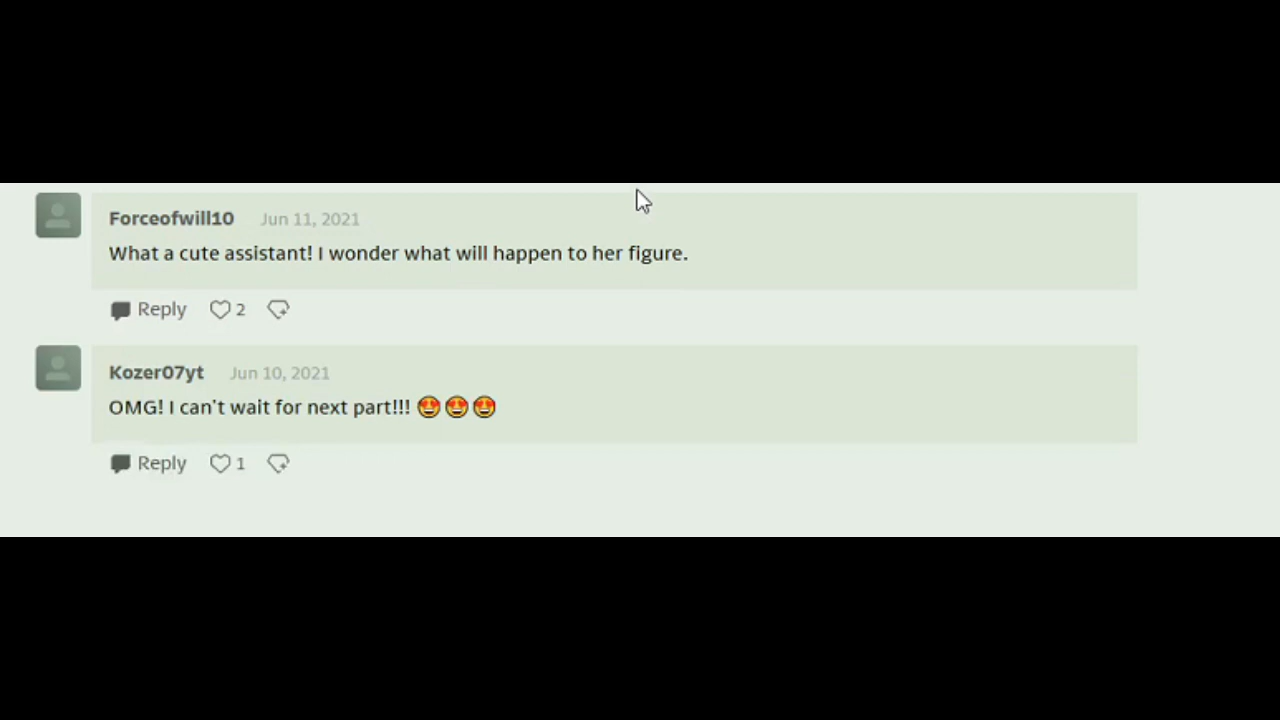 Forceofwill10 Jun 11, 2021
What a cute assistant! I wonder what will happen to her figure.
Reply 2
Kozer07yt Jun 10, 2021
OMG! I can't wait for next part!!! 😍😍😍
Reply 1